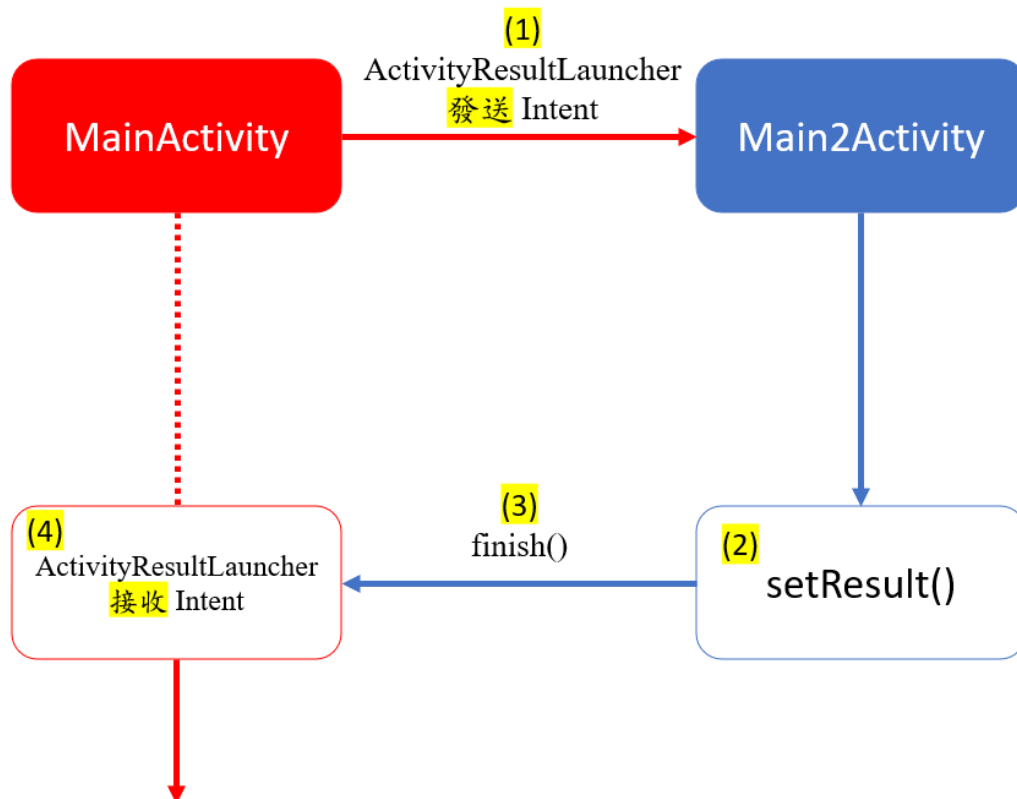 (1)
ActivityResultLauncher
發送 Intent
MainActivity
Main2Activity
(2)
setResult()
(3)
finish()
(4)
ActivityResultLauncher
接收 Intent